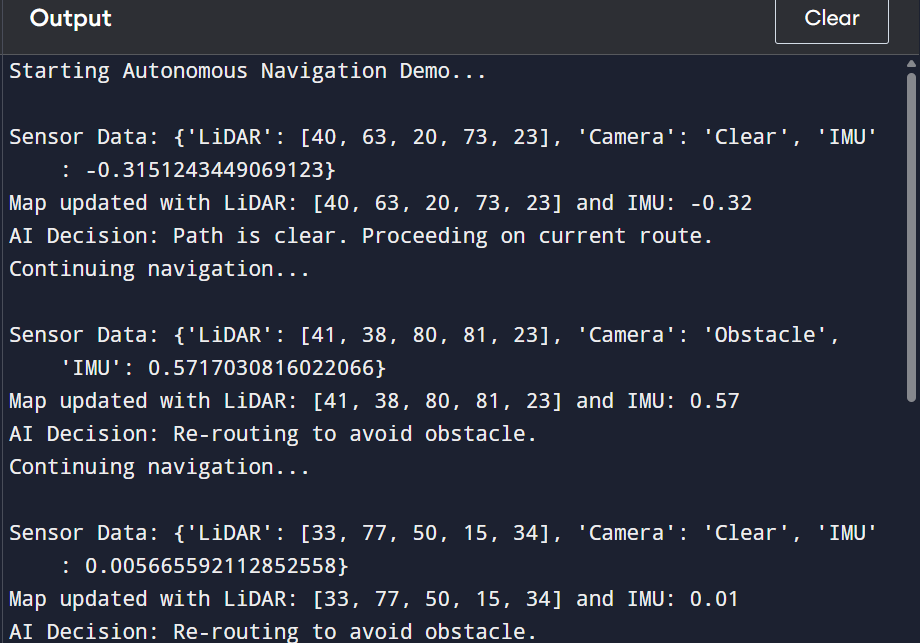 Output
Clear
Starting Autonomous Navigation Demo...
Sensor Data: {'LiDAR': [40, 63, 20, 73, 23], 'Camera': 'Clear', 'IMU'
: -0.3151243449069123}
Map updated with LiDAR: [40, 63, 20, 73, 23] and IMU: -0.32
AI Decision: Path is clear. Proceeding on current route.
Continuing navigation...
Sensor Data: {'LiDAR': [41, 38, 80, 81, 23], 'Camera': 'Obstacle',
'IMU': 0.5717030816022066}
Map updated with LiDAR: [41, 38, 80, 81, 23] and IMU: 0.57
AI Decision: Re-routing to avoid obstacle.
Continuing navigation...
Sensor Data: {'LiDAR': [33, 77, 50, 15, 34], 'Camera': 'Clear', 'IMU'
: 0.005665592112852558}
Map updated with LiDAR: [33, 77, 50, 15, 34] and IMU: 0.01
AI Decision: Re-routing to avoid obstacle.